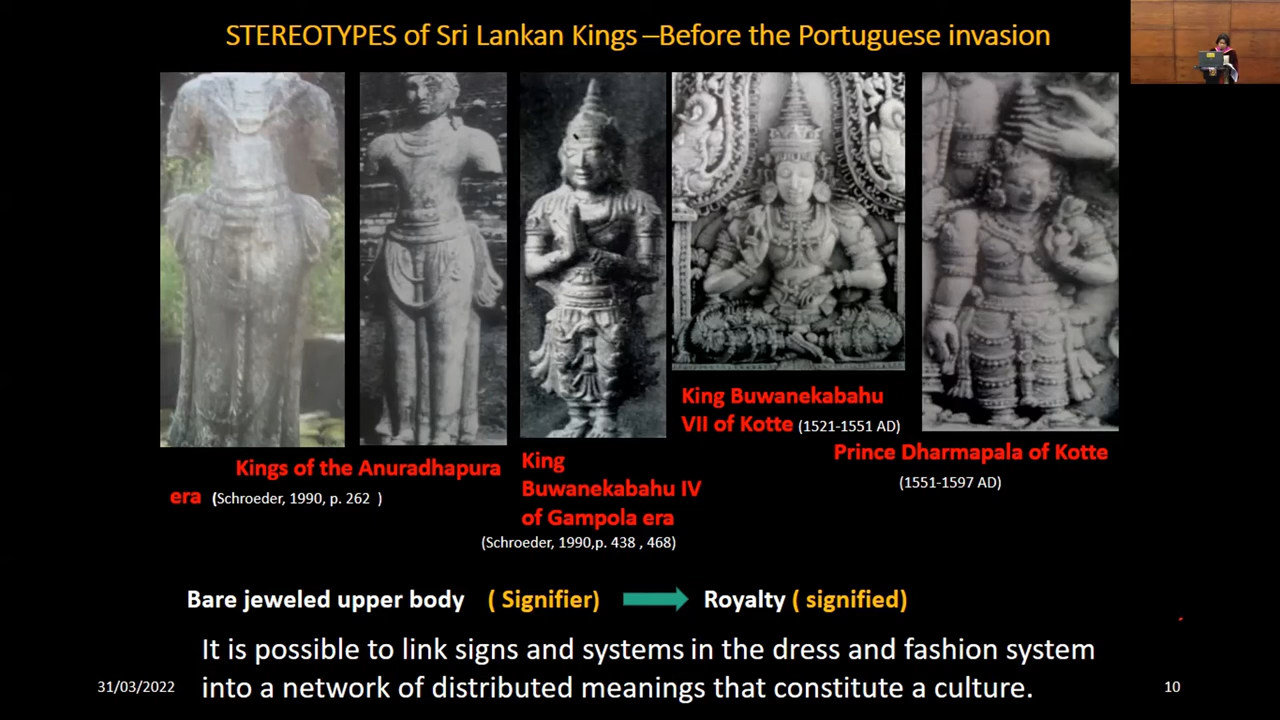 STEREOTYPES of Sri Lankan Kings –Before the Portuguese invasion
Kings of the Anuradhapura
era (Schroeder, 1990, p. 262 )
King
Buwanekabahu IV
of Gampola era
(Schroeder, 1990,p. 438 , 468)
King Buwanekabahu
VII of Kotte (1521-1551 AD)
Prince Dharmapala of Kotte
(1551-1597 AD)
Bare jeweled upper body ( Signifier) Royalty ( signified)
It is possible to link signs and systems in the dress and fashion system
into a network of distributed meanings that constitute a culture.
31/03/2022
10